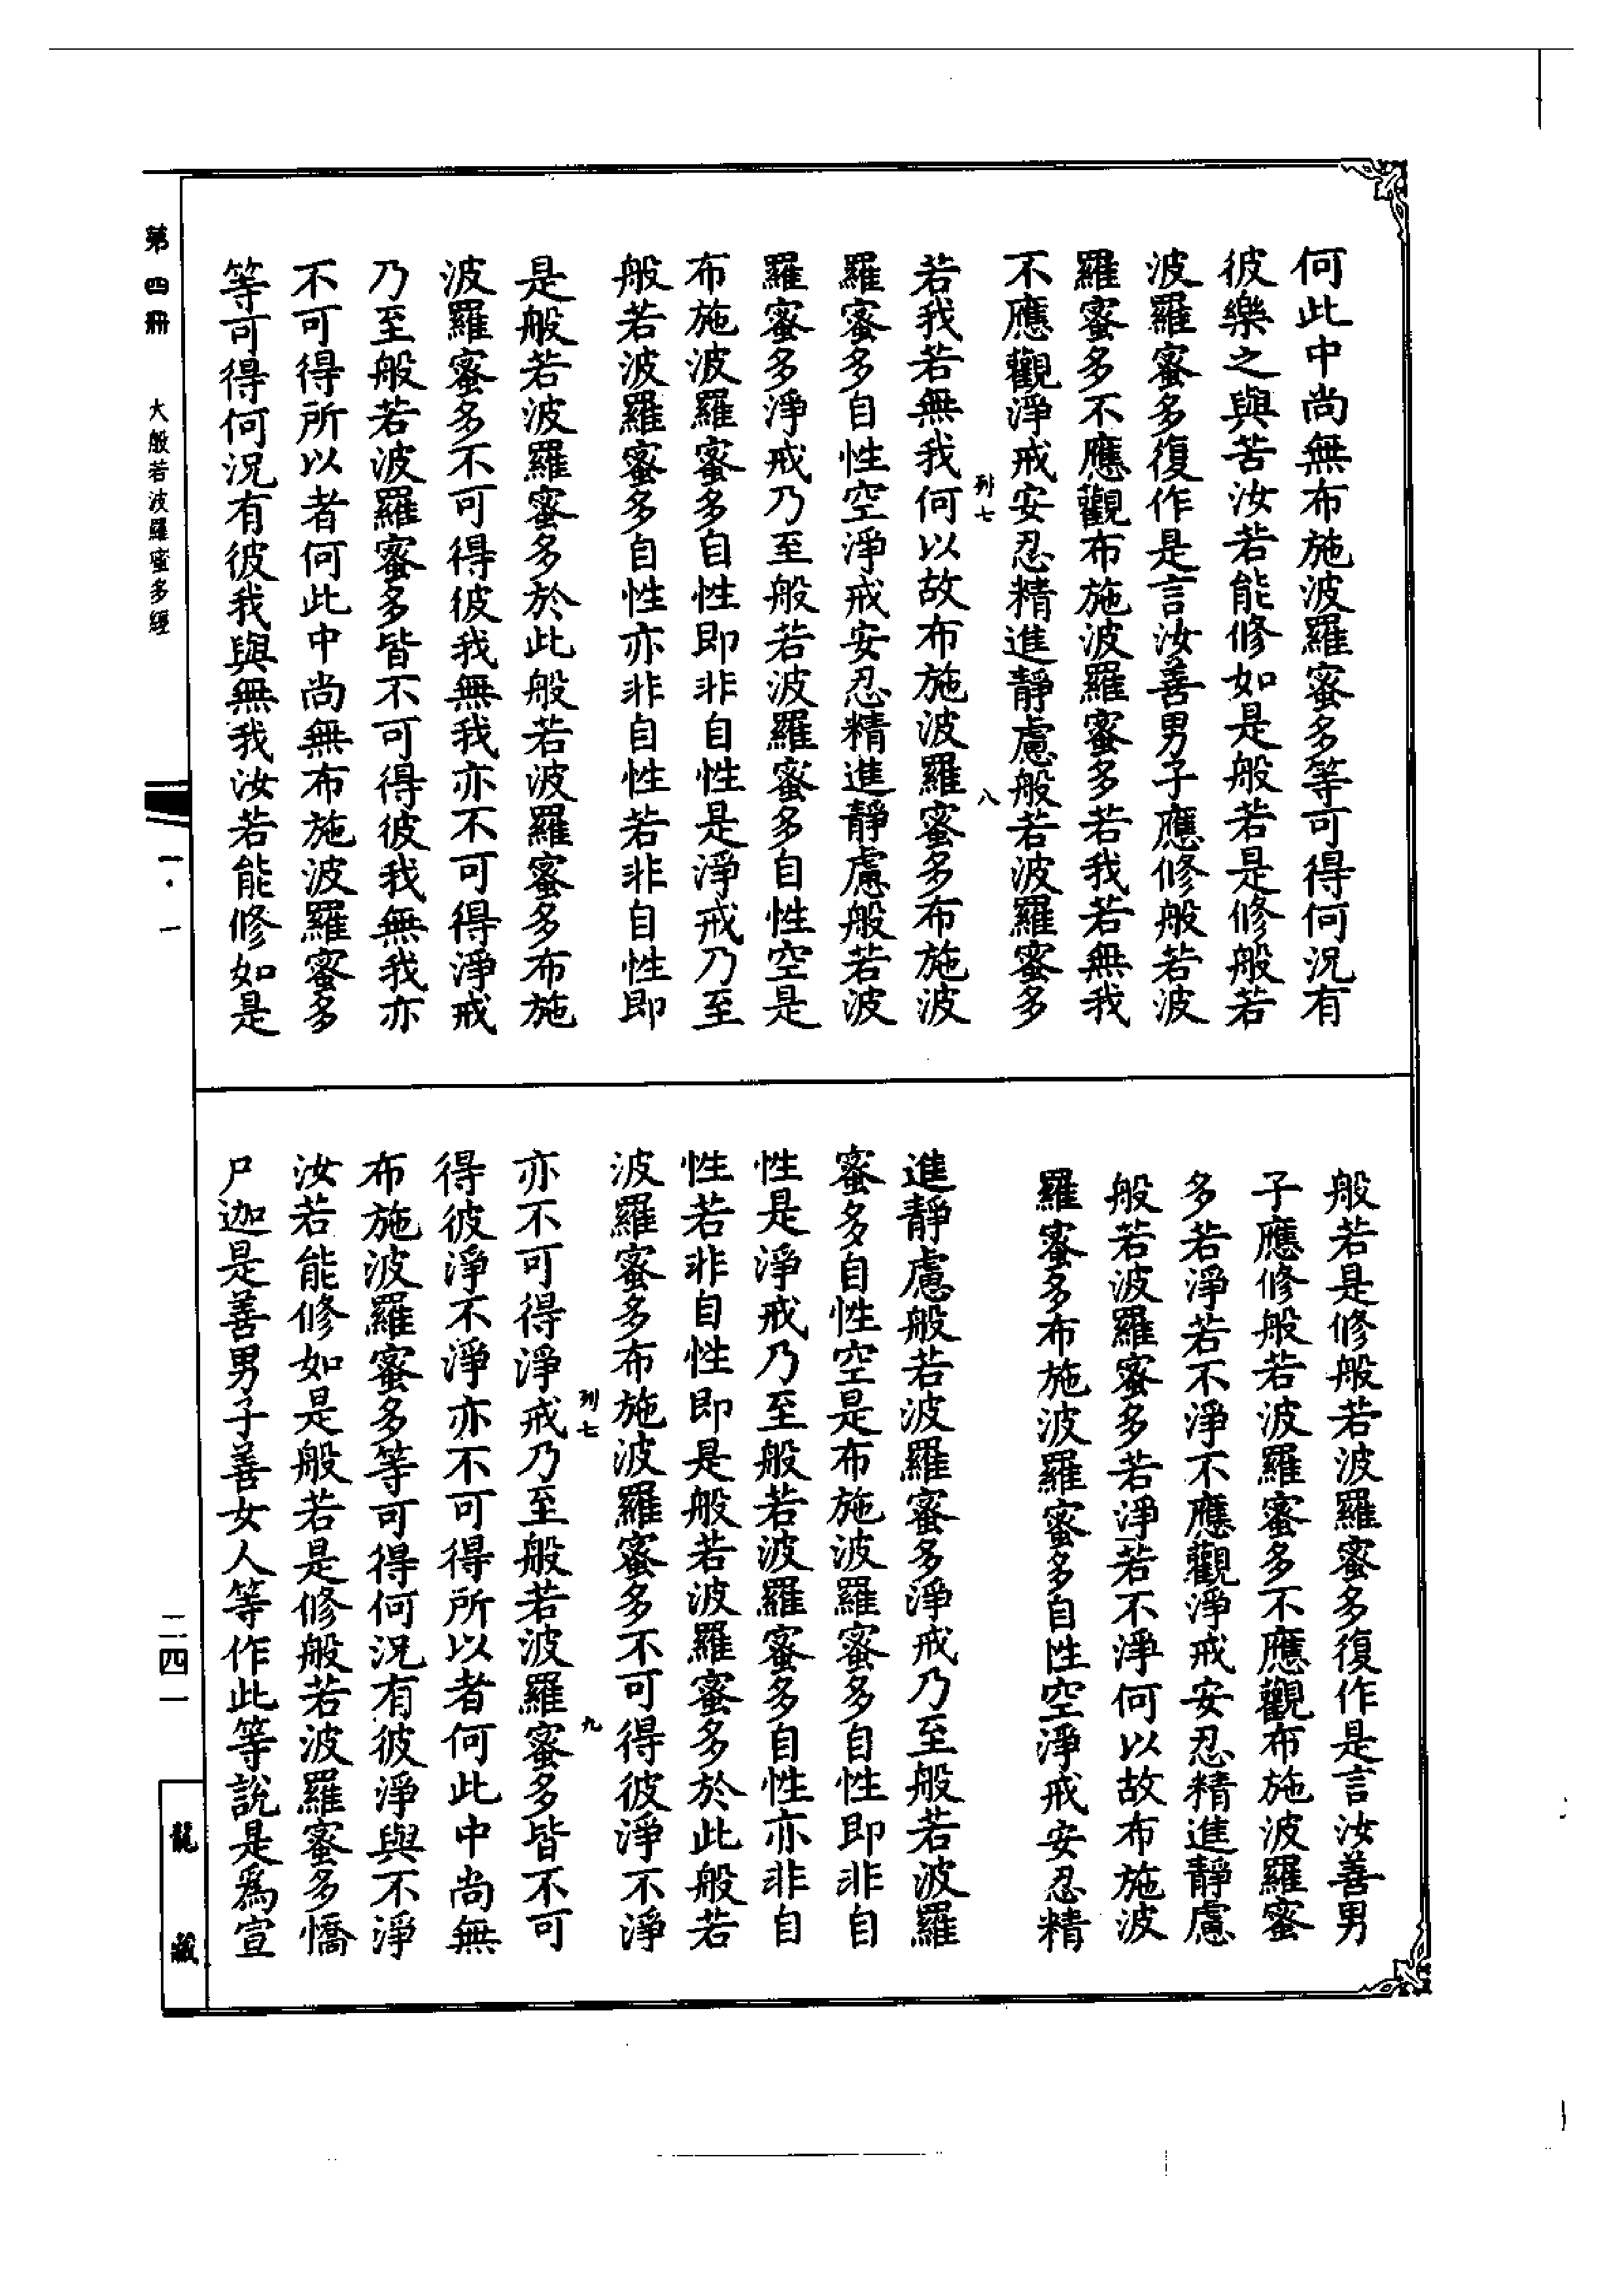 何此中尚無布施波羅蜜多等可得何況有
彼樂之與苦汝若能修如是般若是修般若
波羅蜜多復作是言汝善男子應修般若波
羅蜜多不應觀布施波羅蜜多若我若無我
不應觀淨戒安忍精進靜慮般若波羅蜜多
列七
八
若我若無我何以故布施波羅蜜多布施波
羅蜜多自性空淨戒安忍精進靜慮般若波
羅蜜多淨戒乃至般若波羅蜜多自性空是
布施波羅蜜多自性即非自性是淨戒乃至
般若波羅蜜多自性亦非自性若非自性即
是般若波羅蜜多於此般若波羅蜜多布施
波羅蜜多不可得彼我無我亦不可得淨戒
乃至般若波羅蜜多皆不可得彼我無我亦
不可得所以者何此中尚無布施波羅蜜多
等可得何況有彼我與無我汝若能修如是
般若是修般若波羅蜜多復作是言汝善男
子應修般若波羅蜜多不應觀布施波羅蜜
多若淨若不淨不應觀淨戒安忍精進靜慮
般若波羅蜜多若淨若不淨何以故布施波
羅蜜多布施波羅蜜多自性空淨戒安忍精
進靜慮般若波羅蜜多淨戒乃至般若波羅
蜜多自性空是布施波羅蜜多自性即非自
性是淨戒乃至般若波羅蜜多自性亦非自
性若非自性即是般若波羅蜜多於此般若
波羅蜜多布施波羅蜜多不可得彼淨不淨
列七
九
亦不可得淨戒乃至般若波羅蜜多皆不可
得彼淨不淨亦不可得所以者何此中尚無
布施波羅蜜多等可得何況有彼淨與不淨
汝若能修如是般若是修般若波羅蜜多憍
尸迦是善男子善女人等作此等說是爲宣
第四冊
大般若波羅蜜多經
一·一
二四一
龍藏